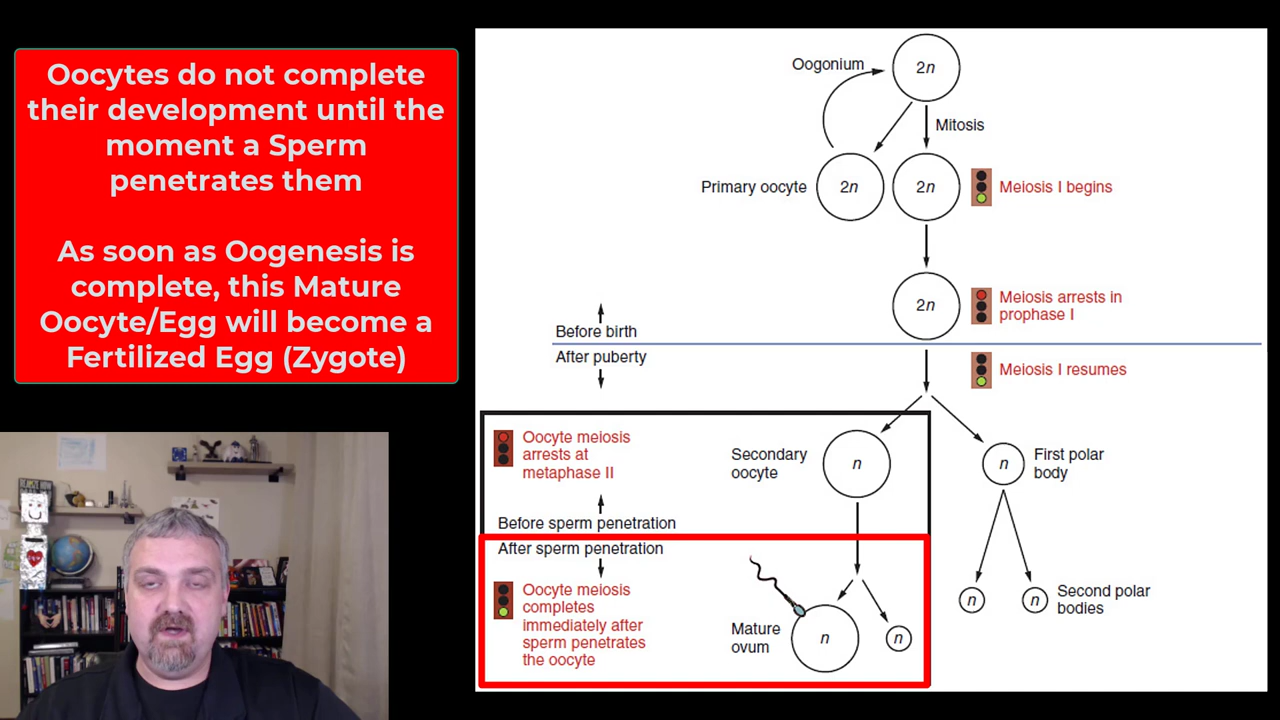 Oocytes do not complete
their development until the
moment a Sperm
penetrates them
As soon as Oogenesis is
complete, this Mature
Oocyte/Egg will become a
Fertilized Egg (Zygote)
Oogonium
2n
Mitosis
Primary oocyte
2n
2n
Meiosis I begins
2n
Meiosis arrests in
prophase I
Before birth
After puberty
Meiosis I resumes
Oocyte meiosis
arrests at
metaphase II
Secondary
oocyte
n
n
First polar
body
Before sperm penetration
After sperm penetration
Oocyte meiosis
completes
immediately after
sperm penetrates
the oocyte
Mature
ovum
n
n
n
n
Second polar
bodies